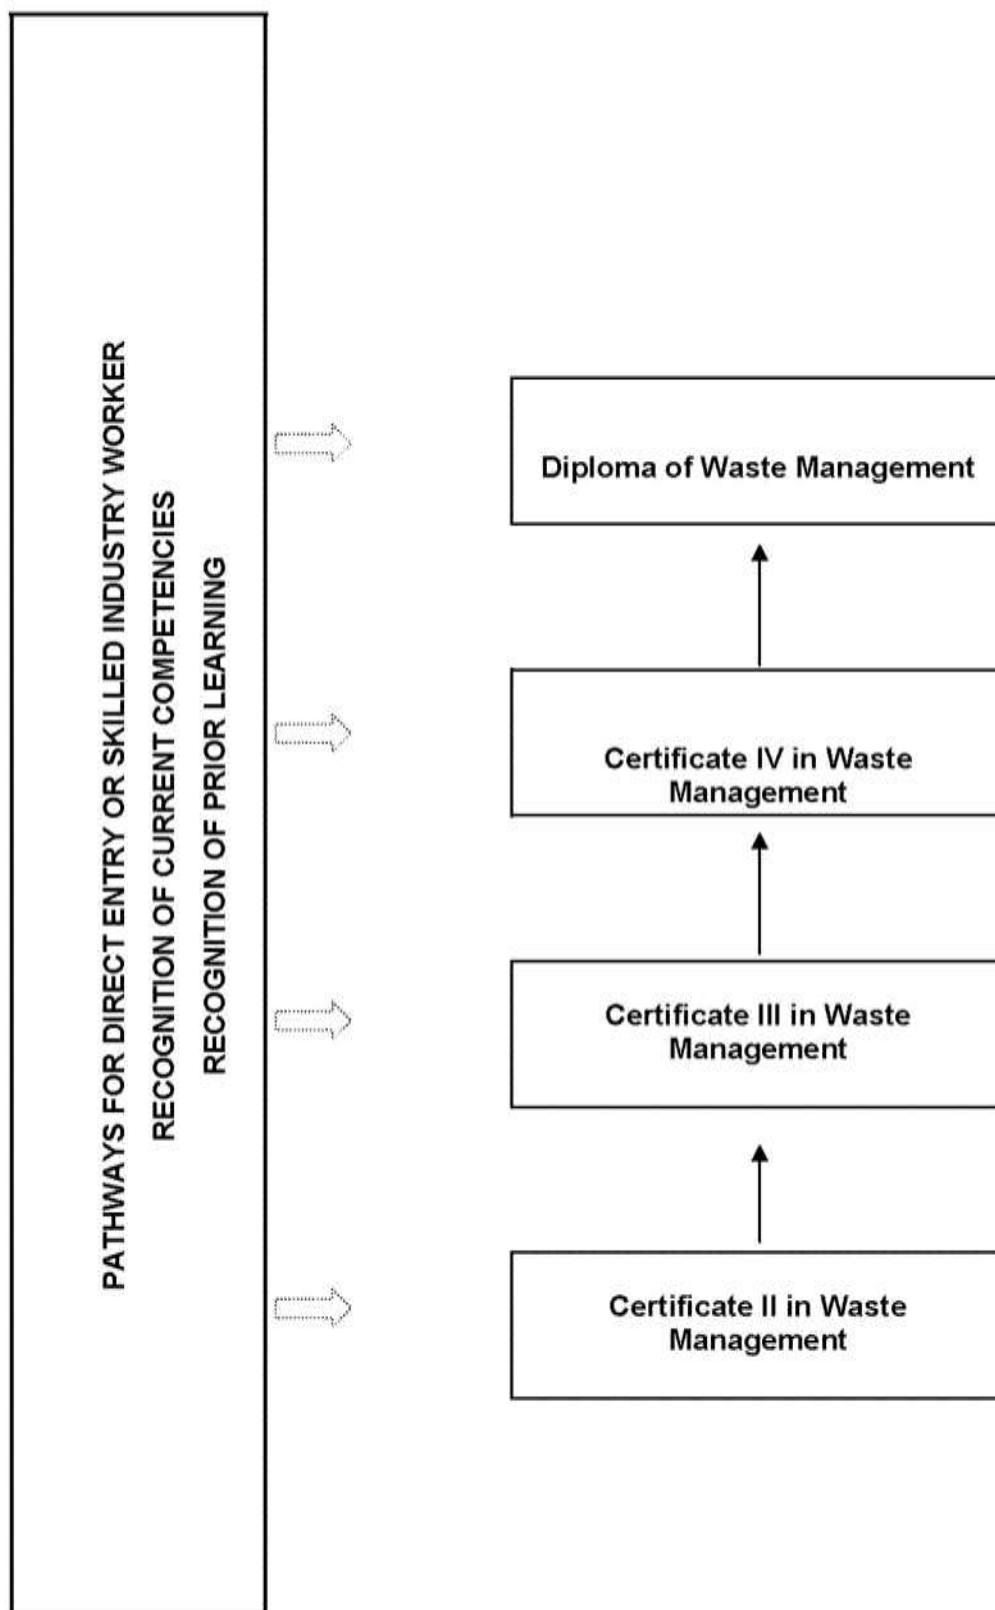 PATHWAYS FOR DIRECT ENTRY OR SKILLED INDUSTRY WORKER
RECOGNITION OF CURRENT COMPETENCIES
RECOGNITION OF PRIOR LEARNING
Diploma of Waste Management
Certificate IV in Waste
Management
Certificate III in Waste
Management
Certificate II in Waste
Management